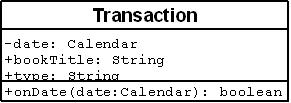 Transaction
-date: Calendar
+bookTitle: String
+type: String
+onDate(date:Calendar): boolean